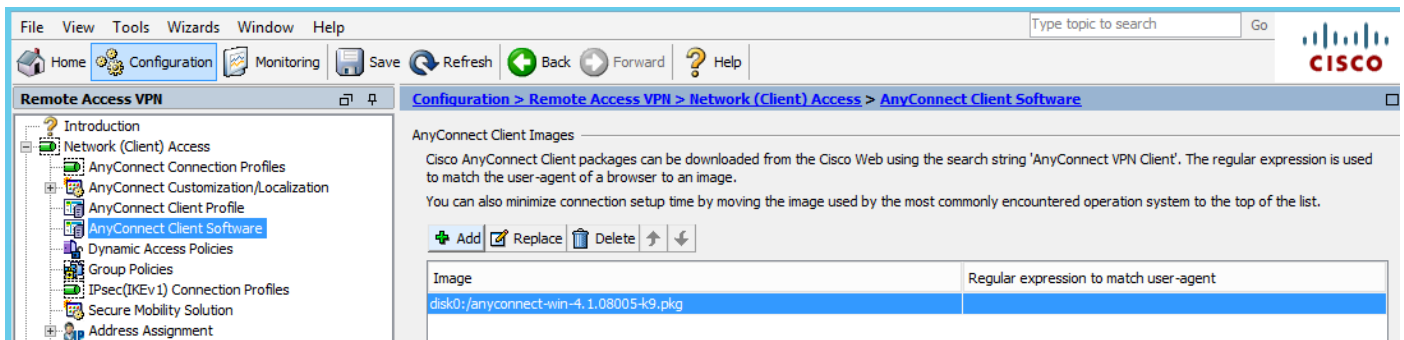 File View Tools Wizards Window Help
Type topic to search Go
Home Configuration Monitoring Save Refresh Back Forward Help
CISCO
Remote Access VPN
Configuration > Remote Access VPN > Network (Client) Access > AnyConnect Client Software
Introduction
Network (Client) Access
AnyConnect Connection Profiles
AnyConnect Customization/Localization
AnyConnect Client Profile
AnyConnect Client Software
Dynamic Access Policies
Group Policies
IPsec(IKEv1) Connection Profiles
Secure Mobility Solution
Address Assignment
AnyConnect Client Images
Cisco AnyConnect Client packages can be downloaded from the Cisco Web using the search string 'AnyConnect VPN Client'. The regular expression is used
to match the user-agent of a browser to an image.
You can also minimize connection setup time by moving the image used by the most commonly encountered operation system to the top of the list.
Add Replace Delete
Image Regular expression to match user-agent
disk0:/anyconnect-win-4.1.08005-k9.pkg